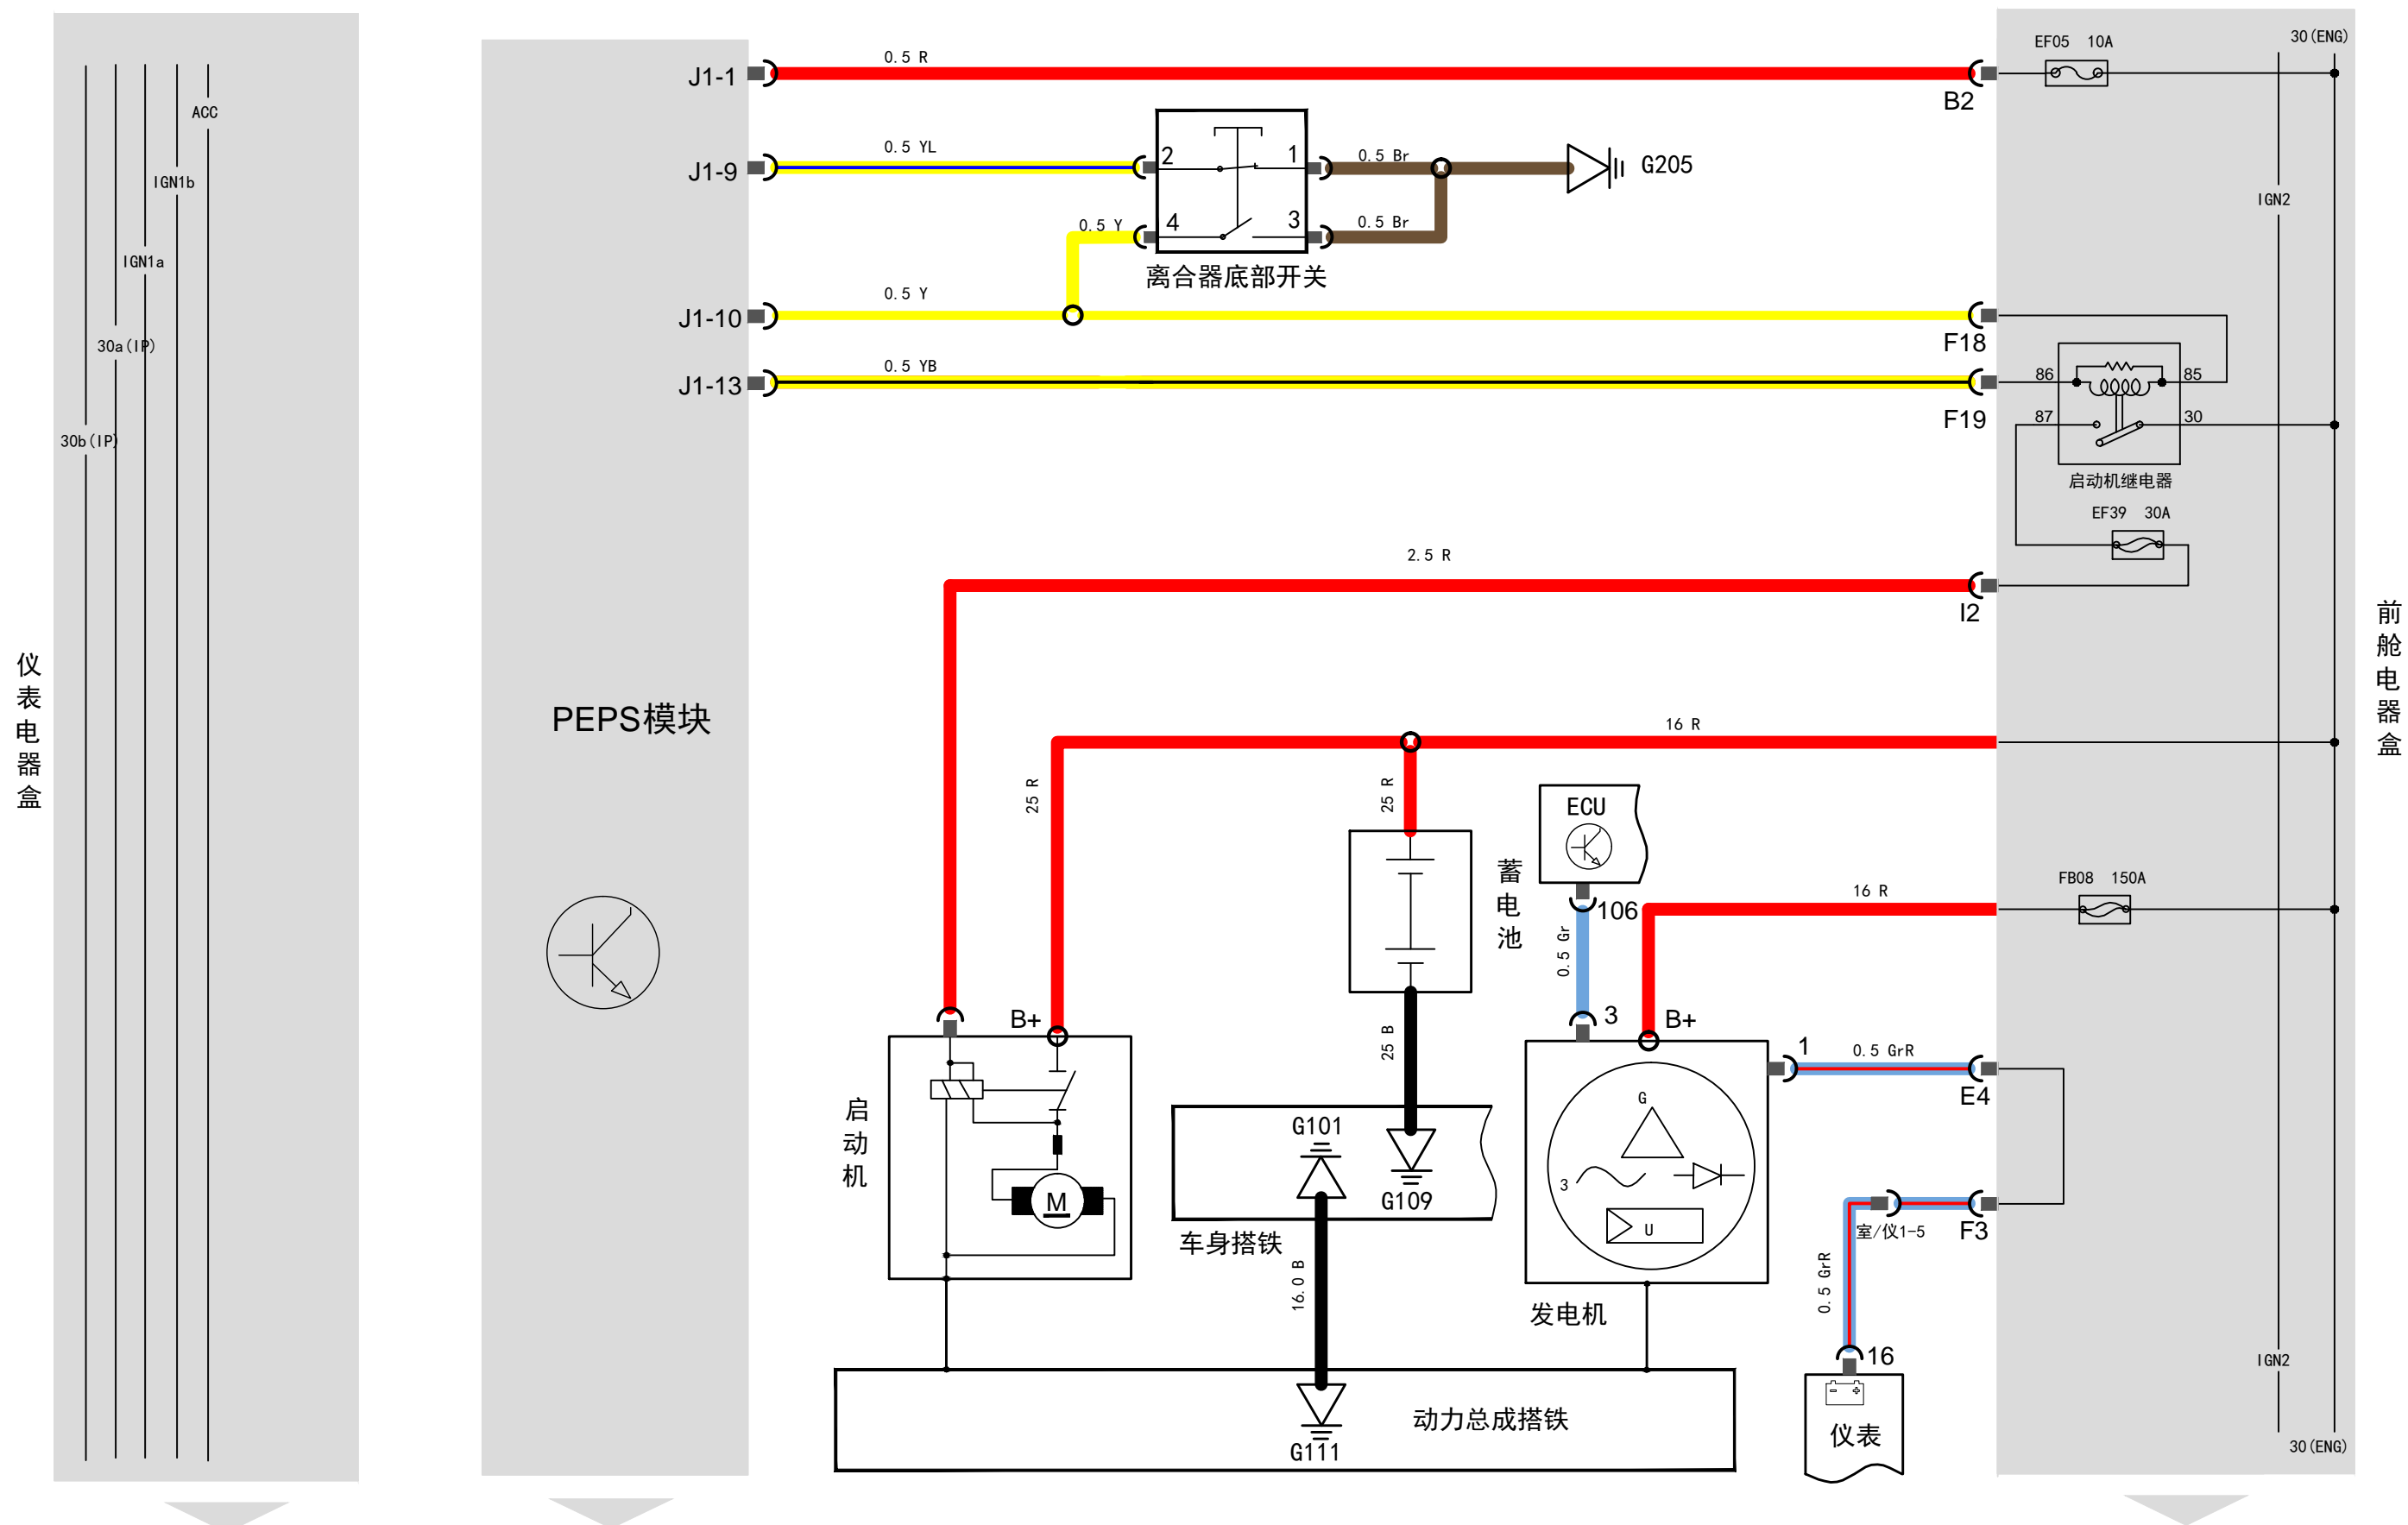 EF05 10A
30(ENG)
0.5 R
J1-1
B2
ACC
0.5 YL
J1-9
2
1
0.5 Br
G205
IGN1b
IGN2
0.5 Y
4
3
0.5 Br
IGN1a
离合器底部开关
0.5 Y
J1-10
F18
30a(IP)
0.5 YB
J1-13
F19
86
85
87
30
30b(IP)
启动机继电器
EF39 30A
2.5 R
I2
仪表电器盒
PEPS模块
前舱电器盒
16 R
25 R
25 R
ECU
蓄电池
106
0.5 Gr
16 R
FB08 150A
B+
3
B+
25 B
1
0.5 GrR
E4
启动机
G101
G109
G
3
U
M
车身搭铁
16.0 B
室/仪1-5
F3
0.5 GrR
发电机
16
IGN2
动力总成搭铁
G111
仪表
30(ENG)